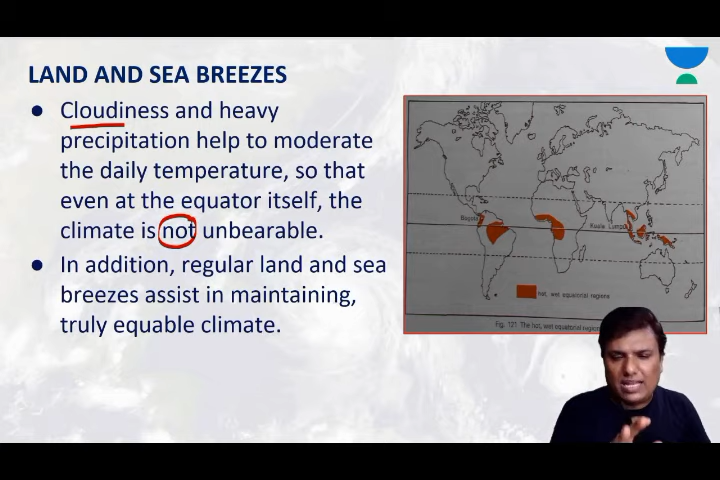 LAND AND SEA BREEZES
● Cloudiness and heavy
precipitation help to moderate
the daily temperature, so that
even at the equator itself, the
climate is not unbearable.
● In addition, regular land and sea
breezes assist in maintaining,
truly equable climate.
Bogota
Kuala Lumpur
hot, wet equatorial regions
Fig. 121 The hot, wet equatorial regions